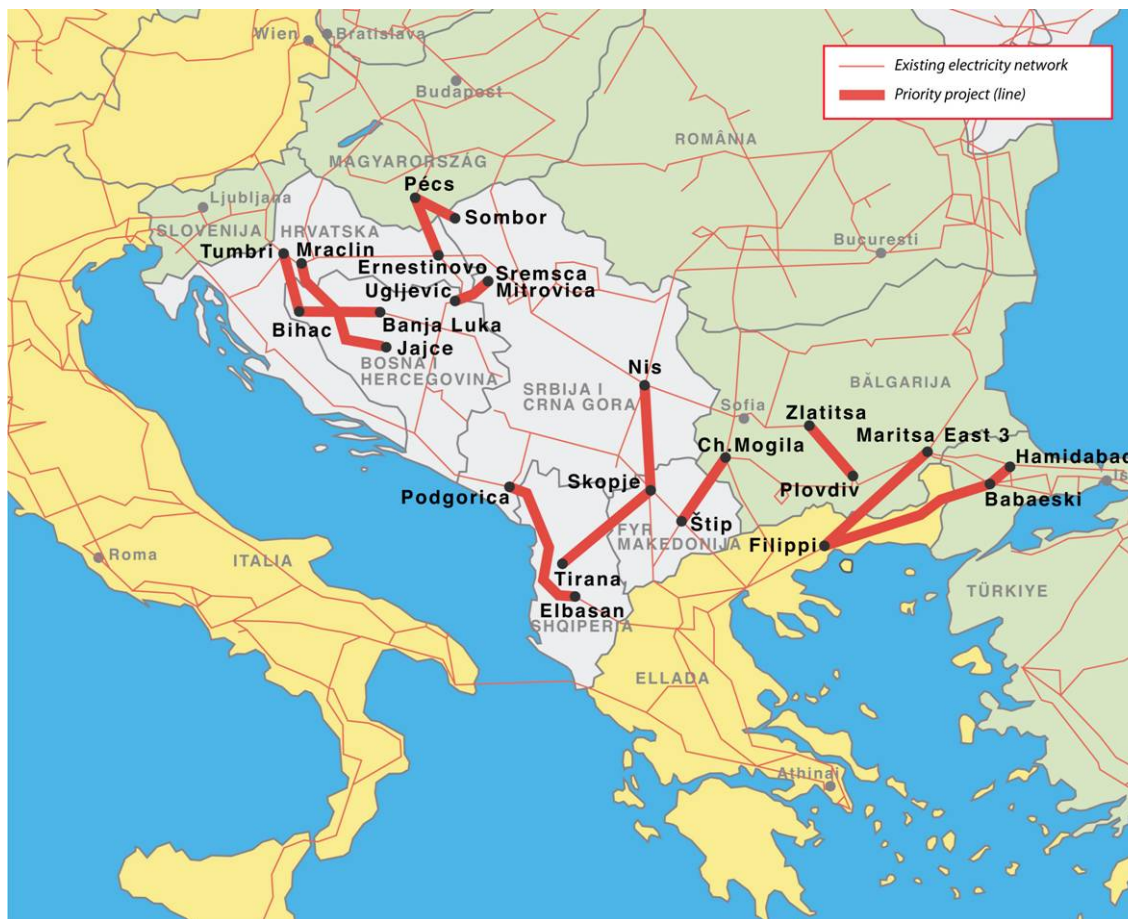 Wien
Bratislava
Existing electricity network
Priority project (line)
Budapest
ROMÂNIA
MAGYARORSZÁG
Pécs
Ljubljana
Sombor
SLOVENIJA
HRVATSKA
Tumbri
Mraclin
Bucuresti
Ernestinovo
Sremsca
Mitrovica
Ugljevic
Bihac
Banja Luka
Jajce
BOSNA I
HERCEGOVINA
Nis
SRBIJA I
CRNA GORA
BĂLGARIJA
Sofia
Zlatitsa
Maritsa East 3
Ch.Mogila
Hamidabad
Podgorica
Skopje
Plovdiv
Babaeski
Štip
FYR
MAKEDONIJA
Filippi
Roma
ITALIA
Tirana
Elbasan
SHQIPERIA
TÜRKIYE
ELLADA
Athinai